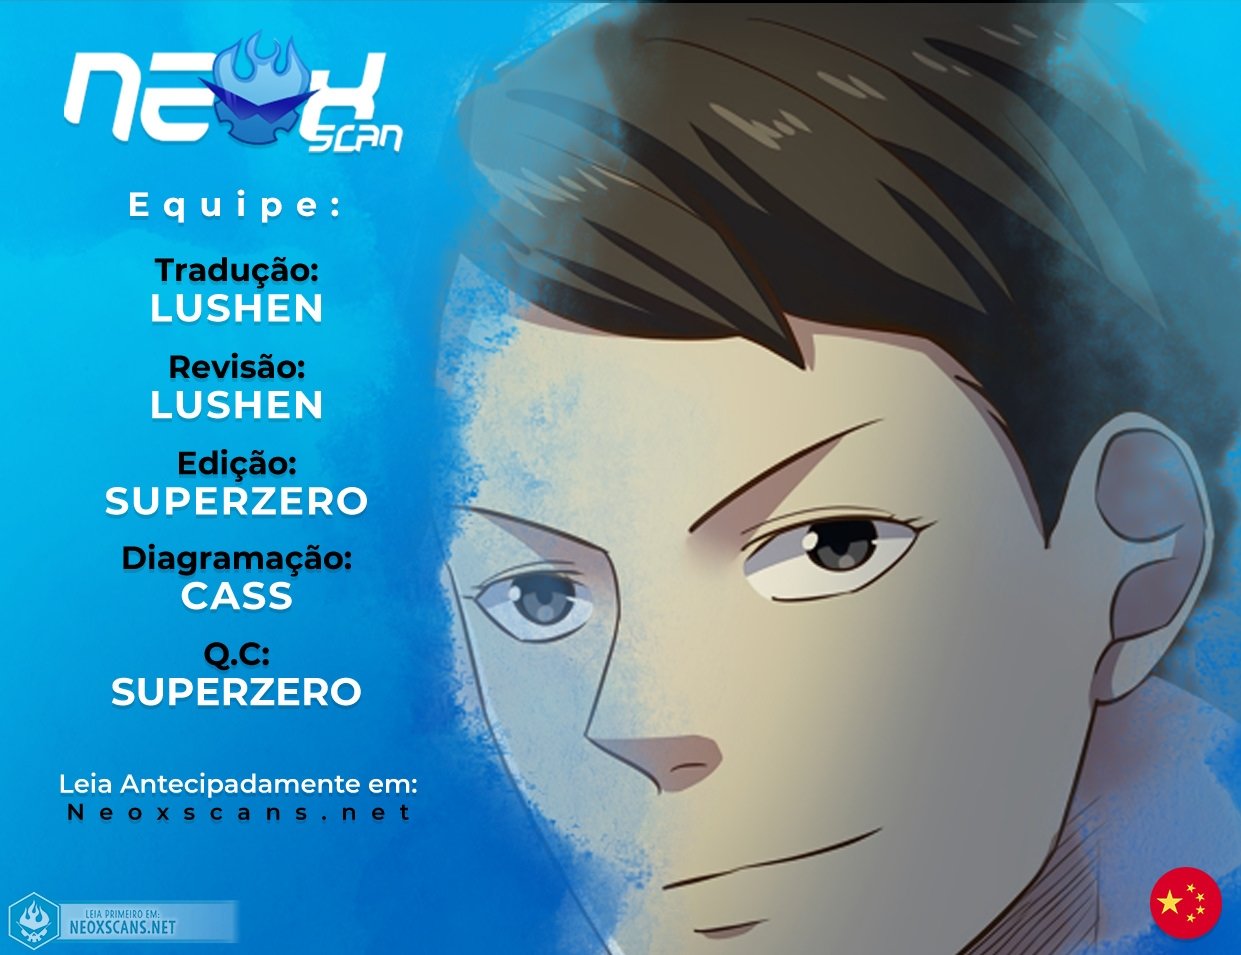 NEOX
SCAN
Equipe:
Tradução:
LUSHEN
Revisão:
LUSHEN
Edição:
SUPERZERO
Diagramação:
CASS
Q.C:
SUPERZERO
Leia Antecipadamente em:
Neoxscans.net
LEIA PRIMEIRO EM:
NEOXSCANS.NET